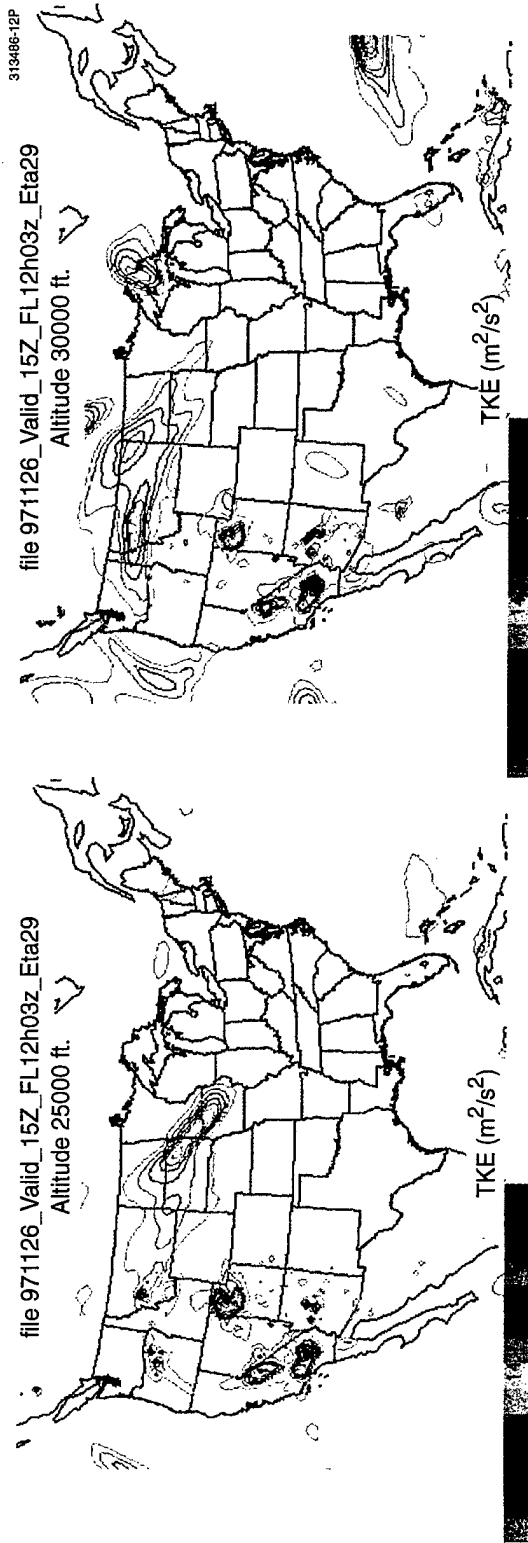 313486-12P
file 971126_Valid_15Z_FL12h03z_Eta29
Altitude 25000 ft.
TKE (m²/s²)
file 971126_Valid_15Z_FL12h03z_Eta29
Altitude 30000 ft.
TKE (m²/s²)